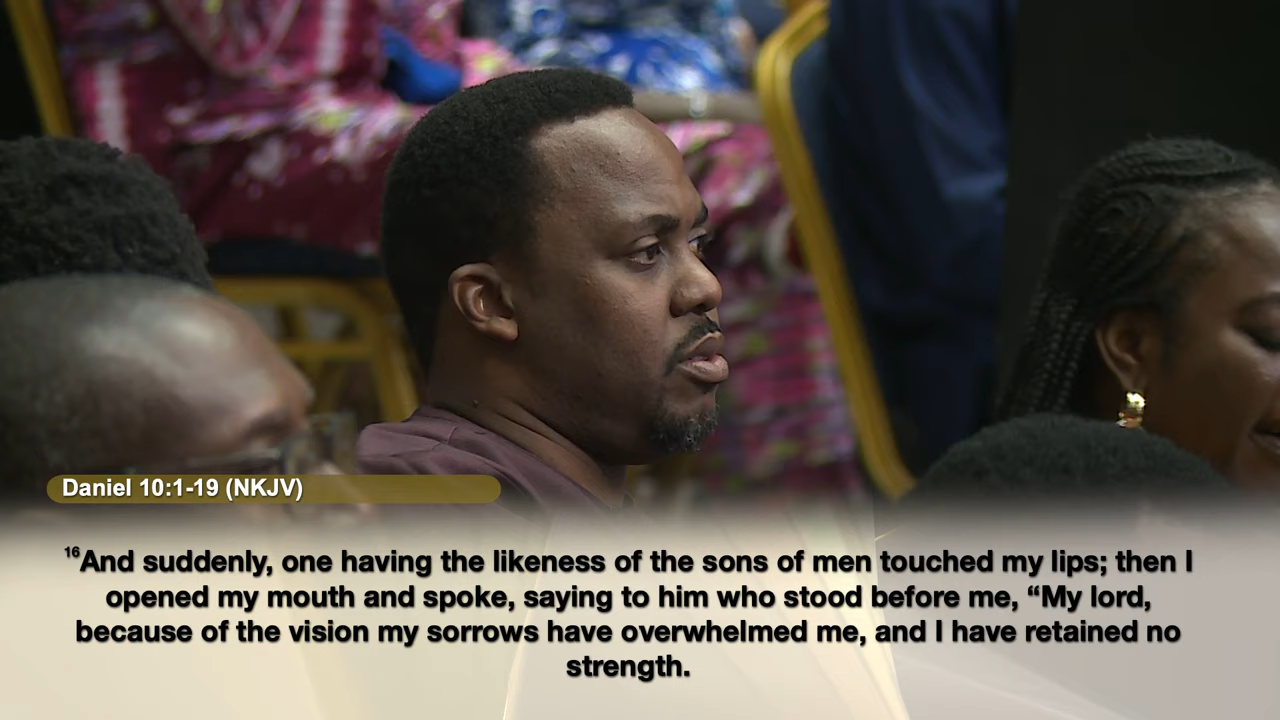 Daniel 10:1-19 (NKJV)
16And suddenly, one having the likeness of the sons of men touched my lips; then I
opened my mouth and spoke, saying to him who stood before me, “My lord,
because of the vision my sorrows have overwhelmed me, and I have retained no
strength.